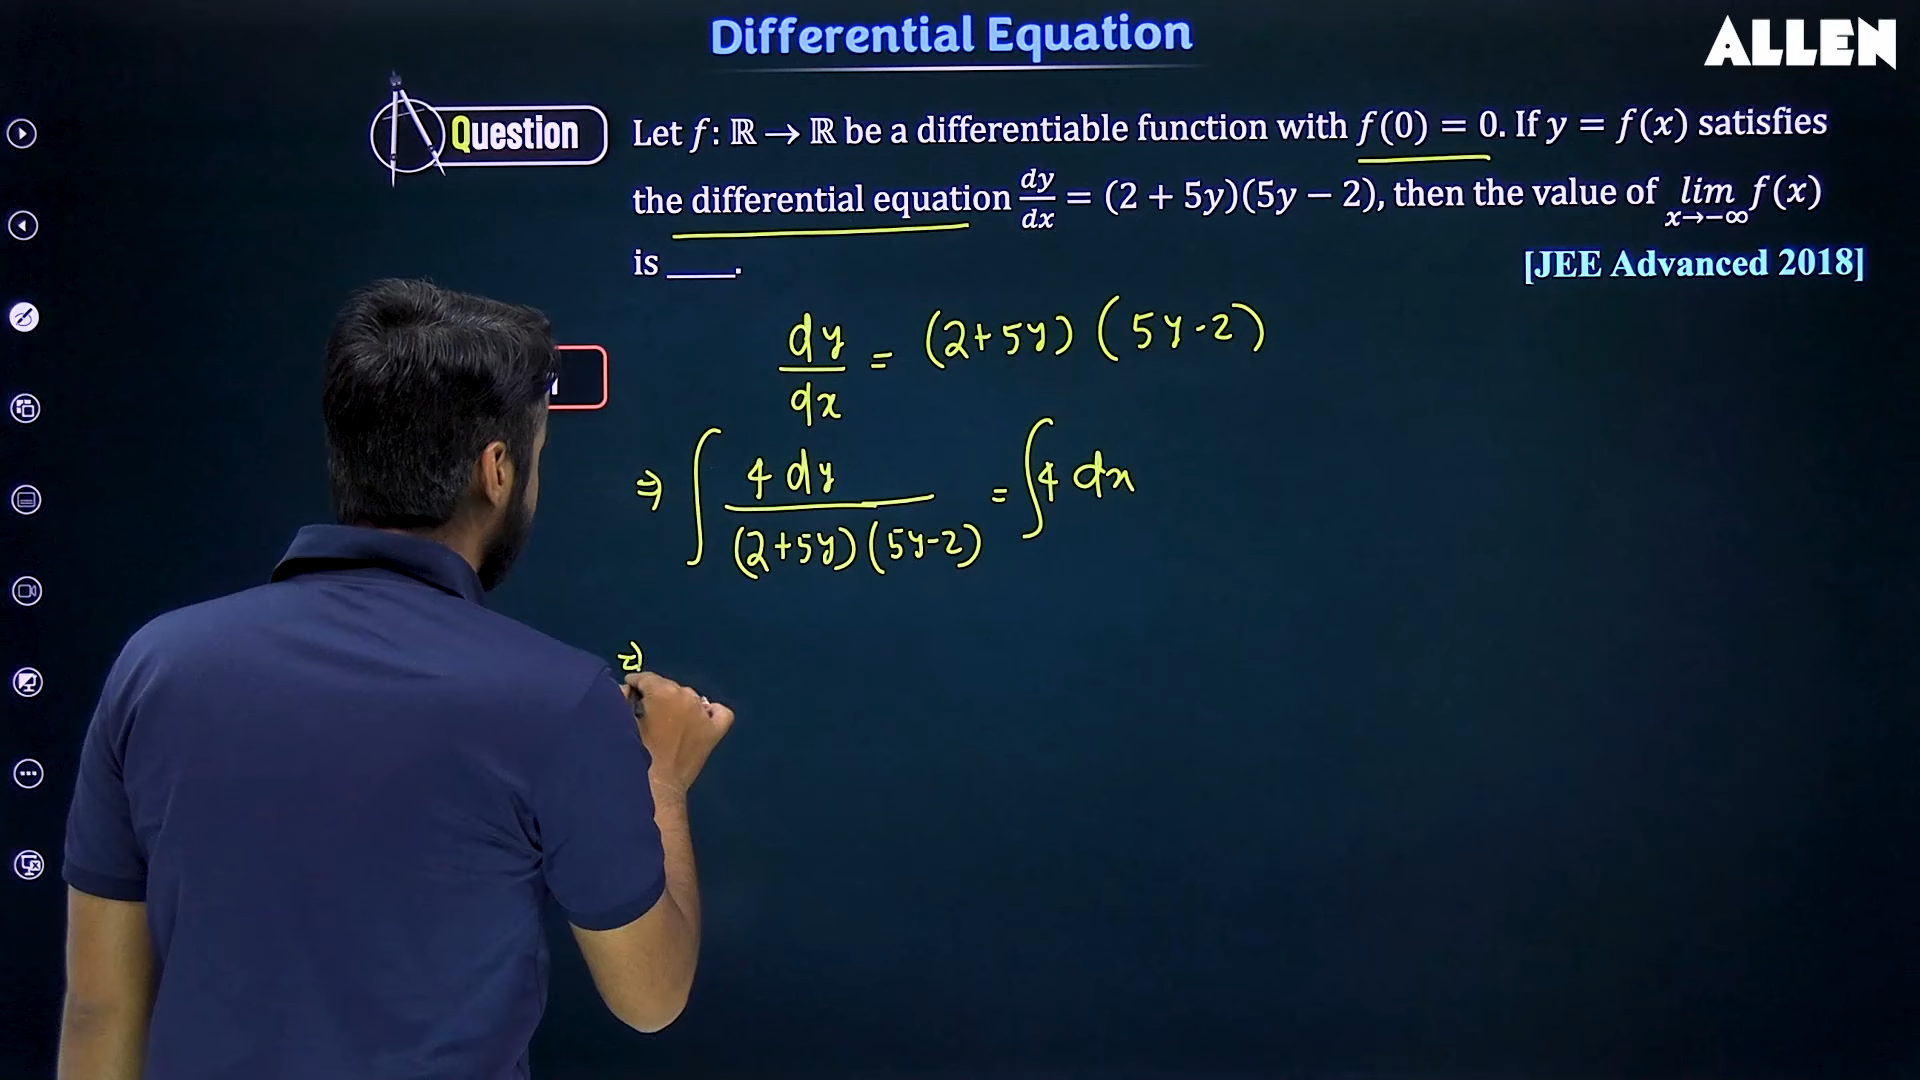 Differential Equation
ALLEN
Question
Let f: ℝ → ℝ be a differentiable function with f(0) = 0. If y = f(x) satisfies
the differential equation dy/dx = (2 + 5y)(5y − 2), then the value of lim x→−∞ f(x)
is ____.
[JEE Advanced 2018]
dy/dx = (2+5y) (5y-2)
⇒ ∫ 4 dy / (2+5y)(5y-2) = ∫4 dx
⇒